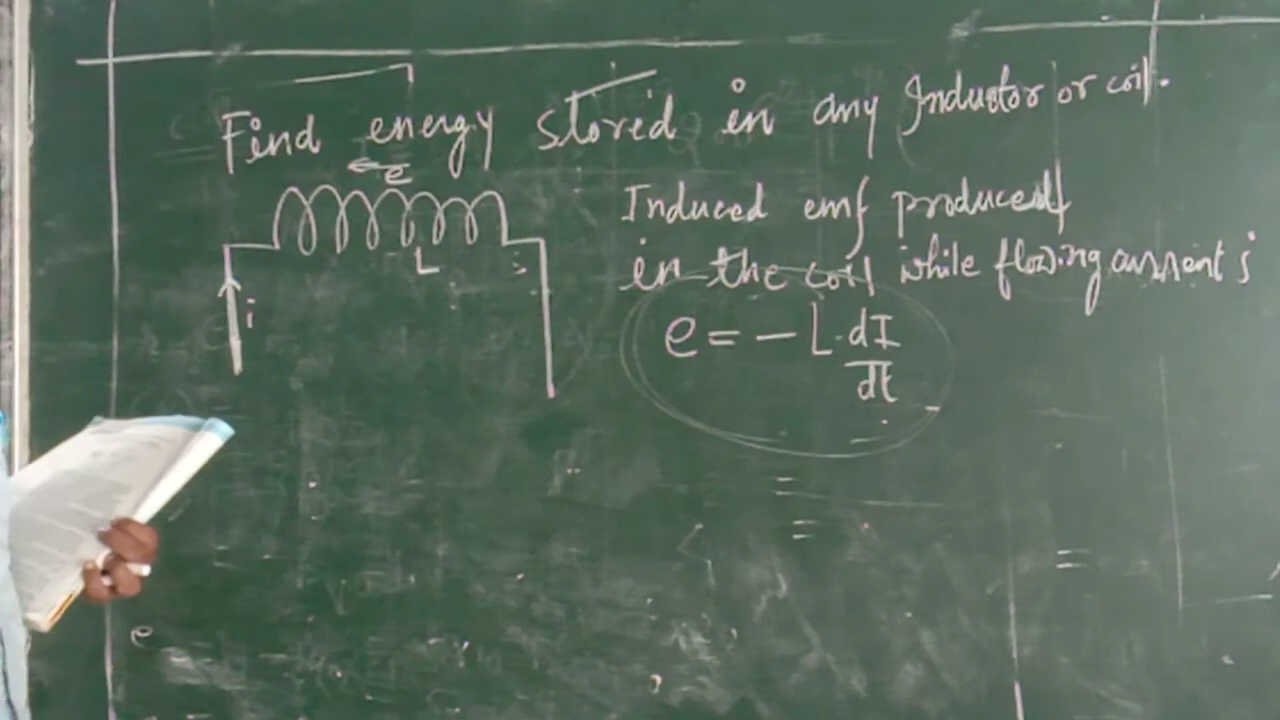 Find energy stored in any Inductor or coil.
e
L
i
Induced emf produced
in the coil while flowing current is
e = - L. dI
dt